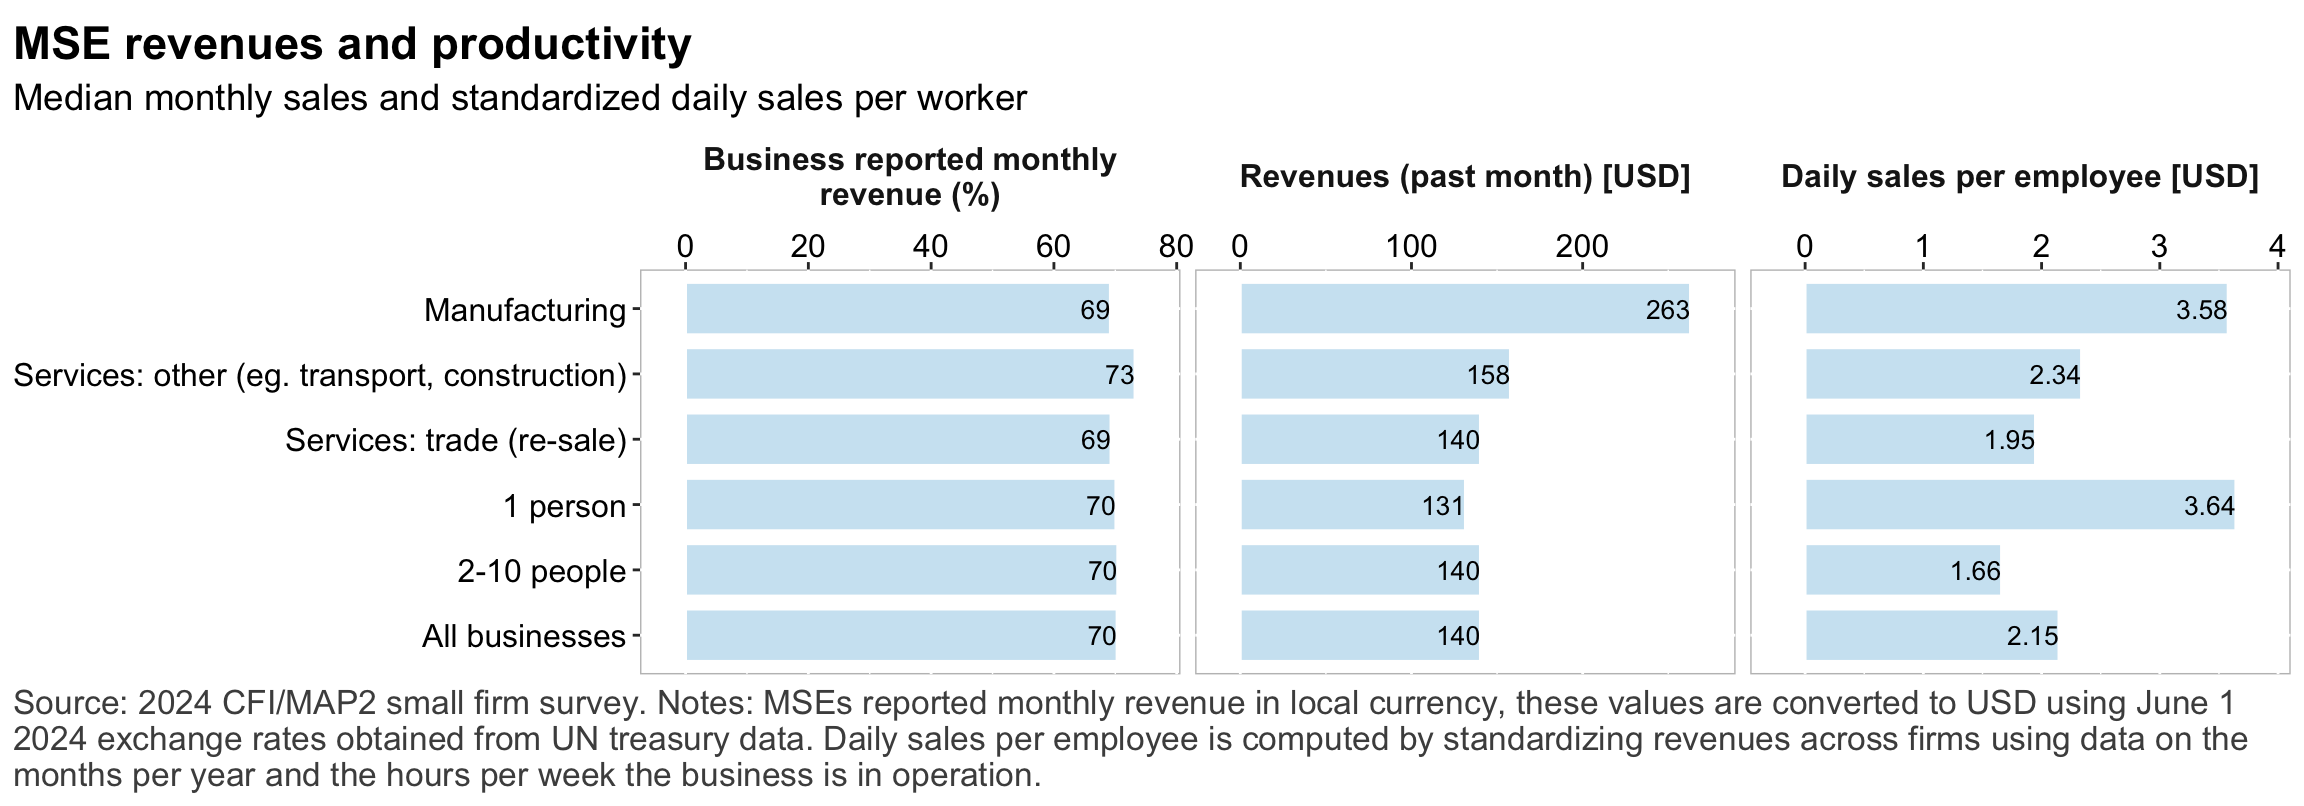 MSE revenues and productivity
Median monthly sales and standardized daily sales per worker
Business reported monthly
revenue (%)
Revenues (past month) [USD]
Daily sales per employee [USD]
0 20 40 60 80 0 100 200 0 1 2 3 4
Manufacturing 69 263 3.58
Services: other (eg. transport, construction) 73 158 2.34
Services: trade (re-sale) 69 140 1.95
1 person 70 131 3.64
2-10 people 70 140 1.66
All businesses 70 140 2.15
Source: 2024 CFI/MAP2 small firm survey. Notes: MSEs reported monthly revenue in local currency, these values are converted to USD using June 1
2024 exchange rates obtained from UN treasury data. Daily sales per employee is computed by standardizing revenues across firms using data on the
months per year and the hours per week the business is in operation.